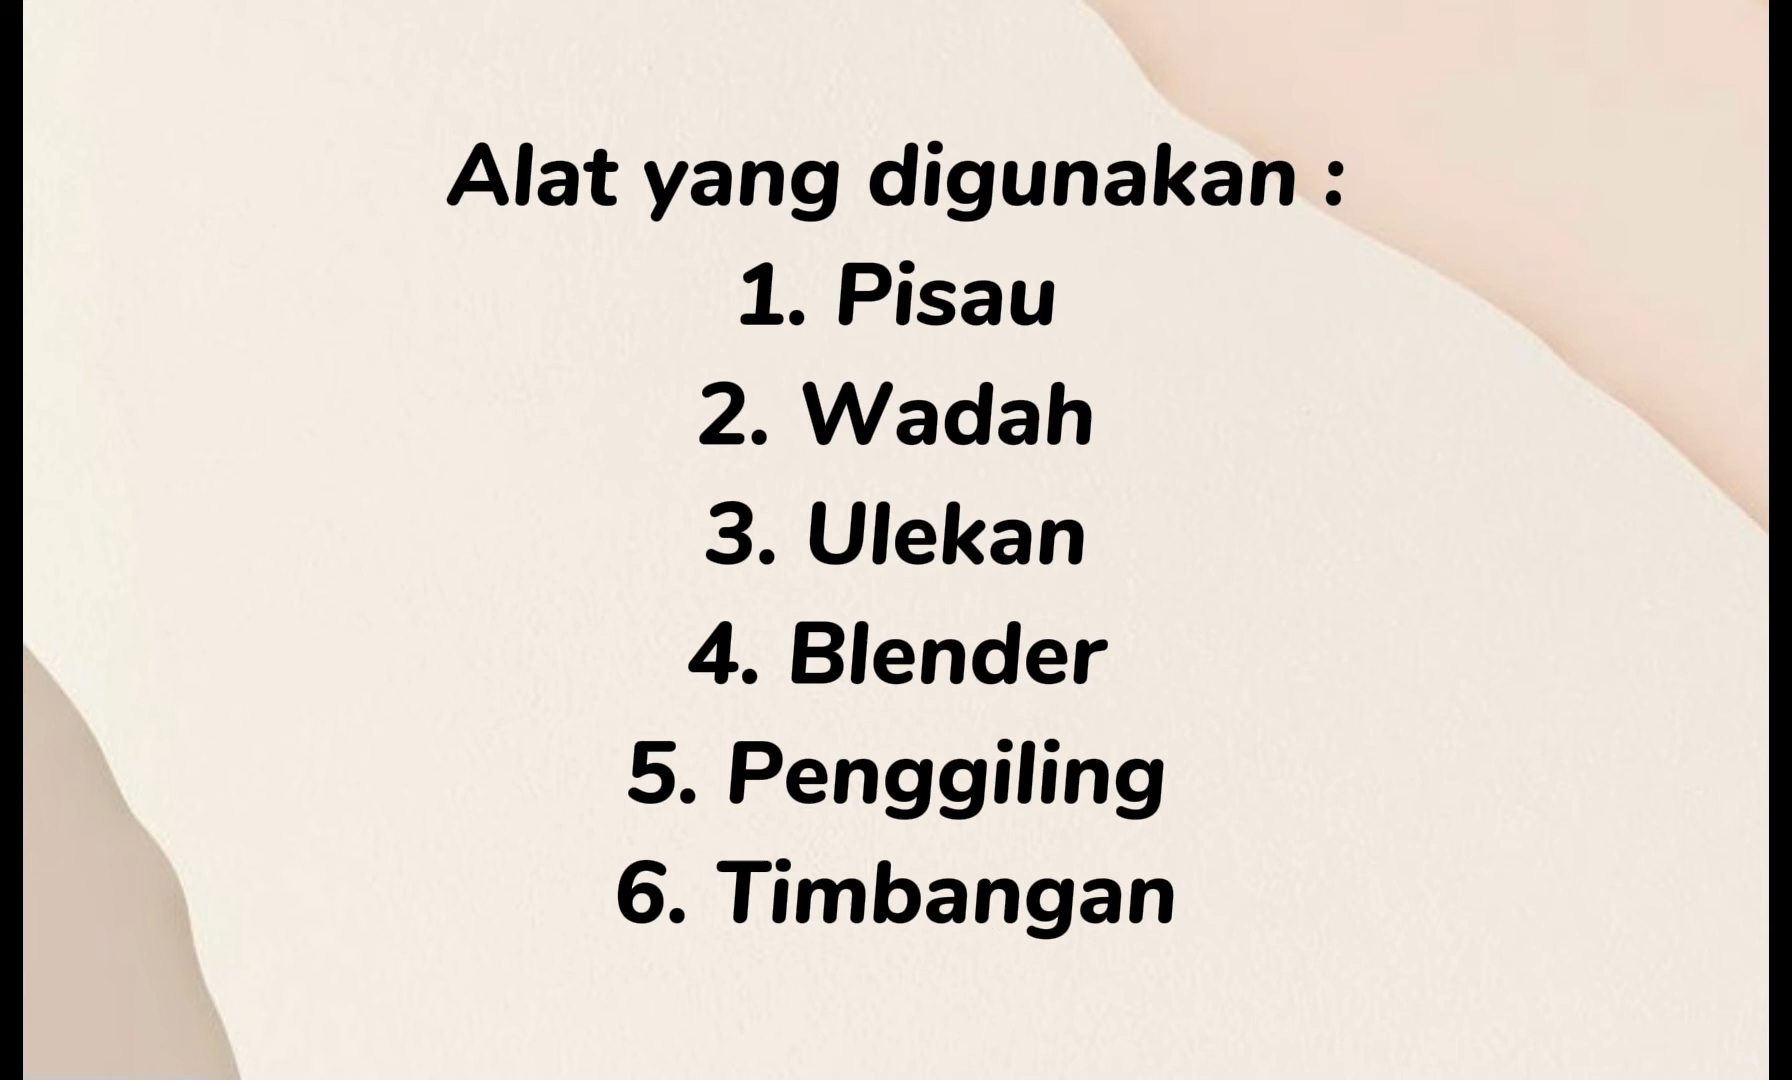 Alat yang digunakan :
1. Pisau
2. Wadah
3. Ulekan
4. Blender
5. Penggiling
6. Timbangan